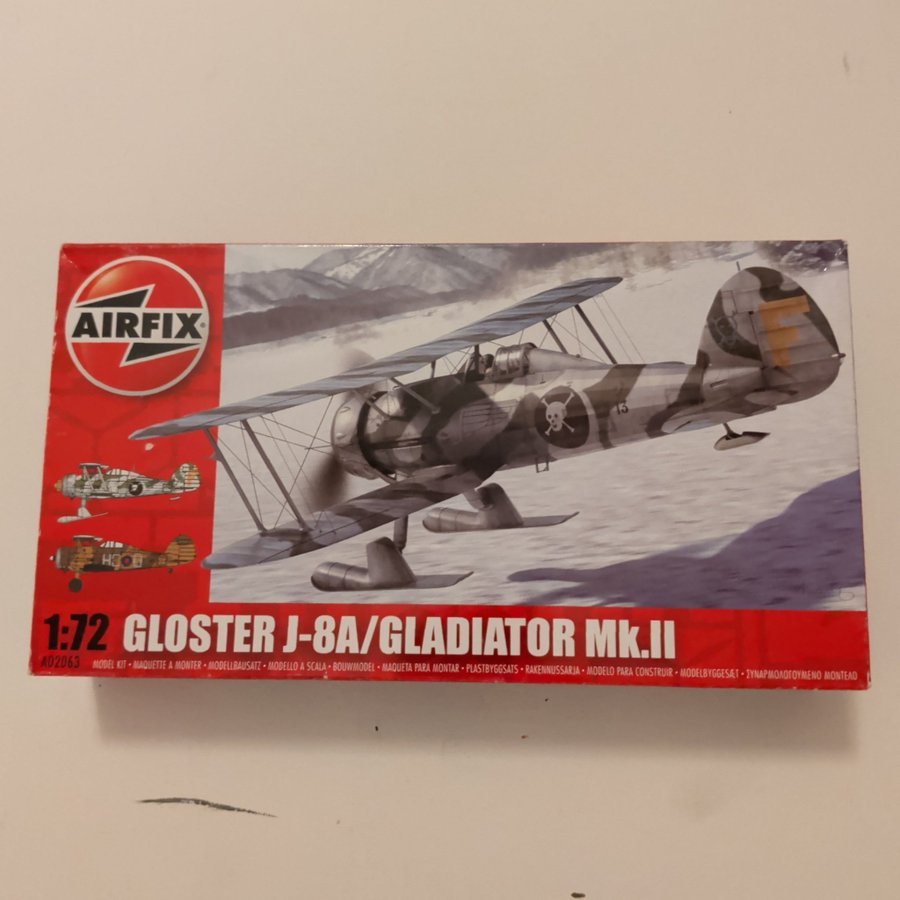 AIRFIX®
F
13
H
G
1:72 GLOSTER J-8A/GLADIATOR Mk.II
A02063
MODEL KIT • MAQUETTE A MONTER • MODELLBAUSATZ • MODELLO A SCALA • BOUWMODEL • MAQUETA PARA MONTAR • PLASTBYGGSATS • RAKENNUSSARJA • MODELO PARA CONSTRUIR • MODELBYGGESÆT • ΣΥΝΑΡΜΟΛΟΓΟΥΜΕΝΟ ΜΟΝΤΕΛΟ